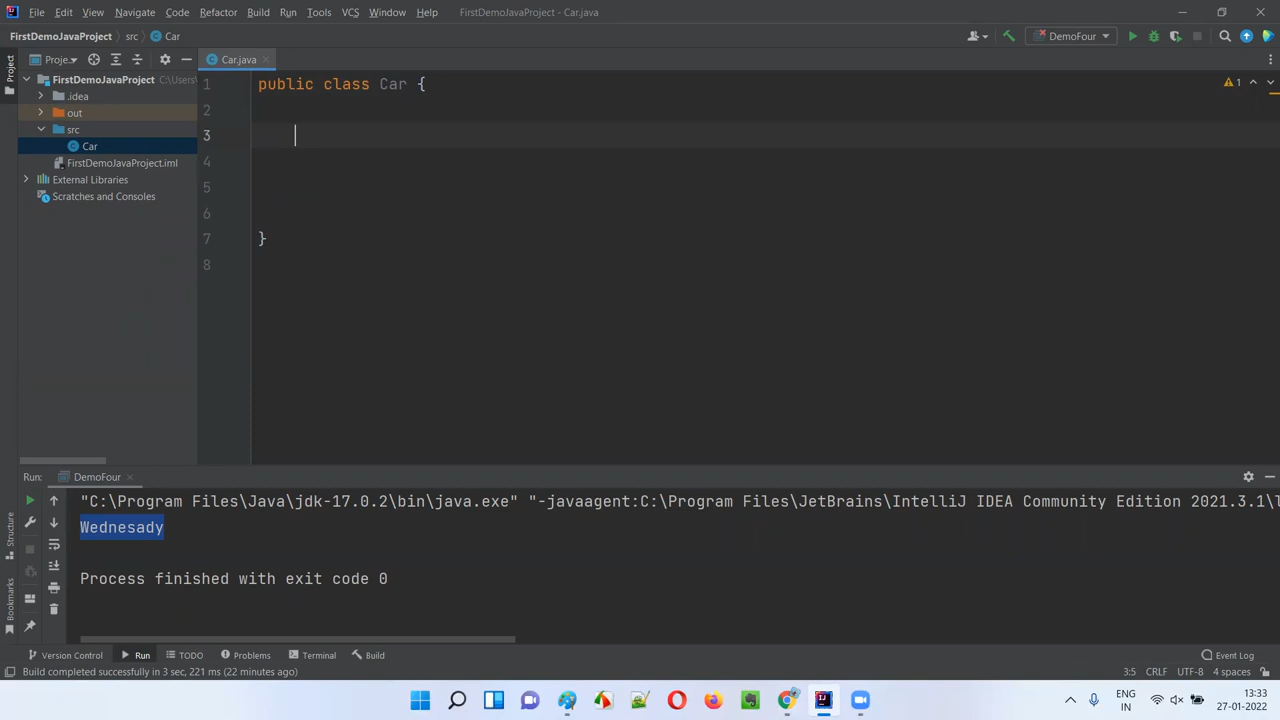 File Edit View Navigate Code Refactor Build Run Tools VCS Window Help FirstDemoJavaProject - Car.java
FirstDemoJavaProject src Car DemoFour
Project Proje... Car.java
FirstDemoJavaProject C:\Users\
.idea
out
src
Car
FirstDemoJavaProject.iml
External Libraries
Scratches and Consoles
1 public class Car {
2
3
4
5
6
7 }
8
1
Run: DemoFour
"C:\Program Files\Java\jdk-17.0.2\bin\java.exe" "-javaagent:C:\Program Files\JetBrains\IntelliJ IDEA Community Edition 2021.3.1\l
Wednesady
Process finished with exit code 0
Structure
Bookmarks
Version Control Run TODO Problems Terminal Build Event Log
Build completed successfully in 3 sec, 221 ms (22 minutes ago) 3:5 CRLF UTF-8 4 spaces
ENG
IN
13:33
27-01-2022